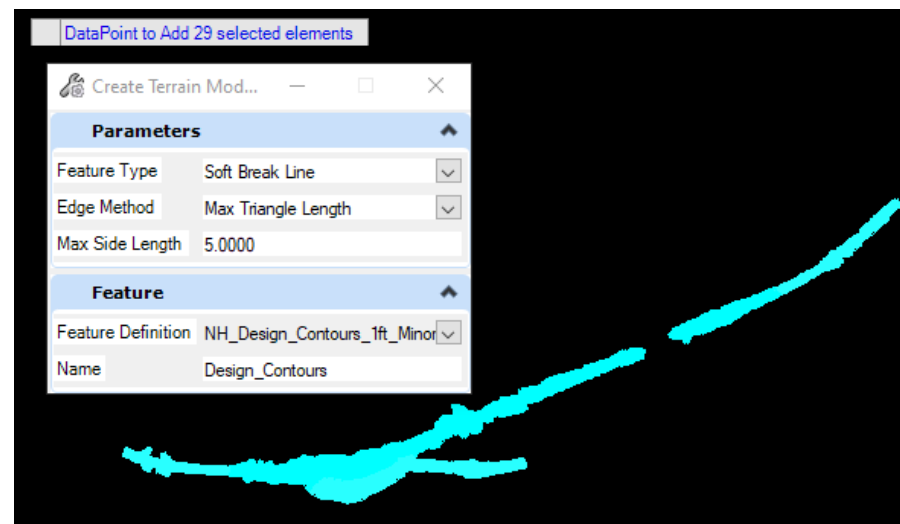 DataPoint to Add 29 selected elements
Create Terrain Mod...
Parameters
Feature Type Soft Break Line
Edge Method Max Triangle Length
Max Side Length 5.0000
Feature
Feature Definition NH_Design_Contours_1ft_Minor
Name Design_Contours